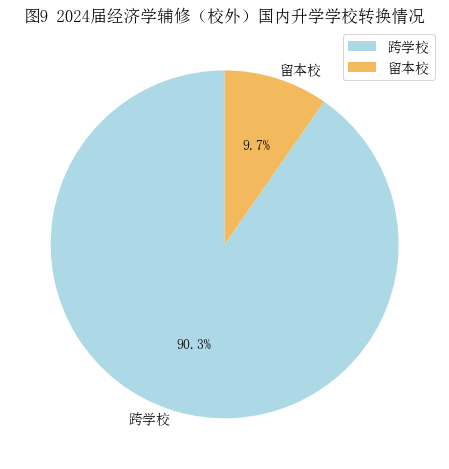 图9 2024届经济学辅修（校外）国内升学学校转换情况
跨学校
留本校
留本校
9.7%
90.3%
跨学校